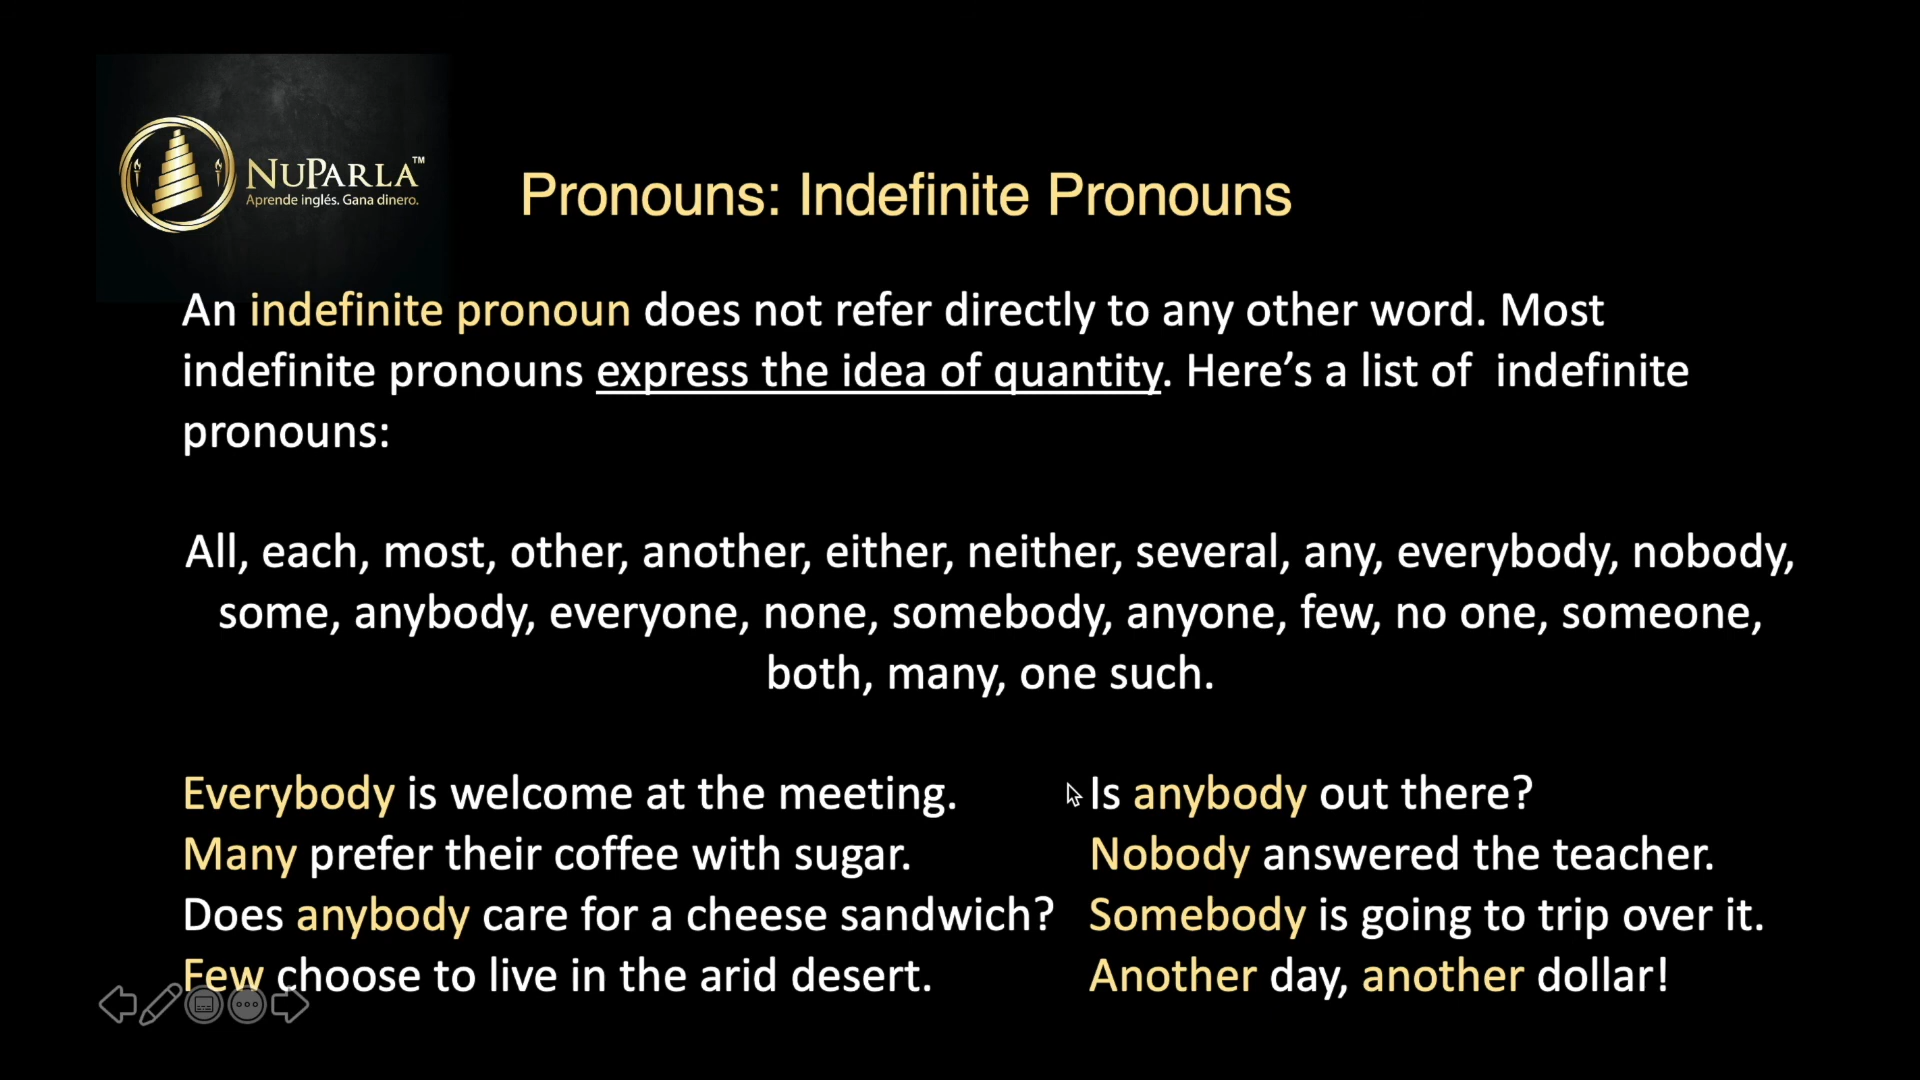 NUPARLA™
Aprende inglés. Gana dinero.
Pronouns: Indefinite Pronouns
An indefinite pronoun does not refer directly to any other word. Most
indefinite pronouns express the idea of quantity. Here’s a list of  indefinite
pronouns:
All, each, most, other, another, either, neither, several, any, everybody, nobody,
some, anybody, everyone, none, somebody, anyone, few, no one, someone,
both, many, one such.
Everybody is welcome at the meeting.
Many prefer their coffee with sugar.
Does anybody care for a cheese sandwich?
Few choose to live in the arid desert.
Is anybody out there?
Nobody answered the teacher.
Somebody is going to trip over it.
Another day, another dollar!